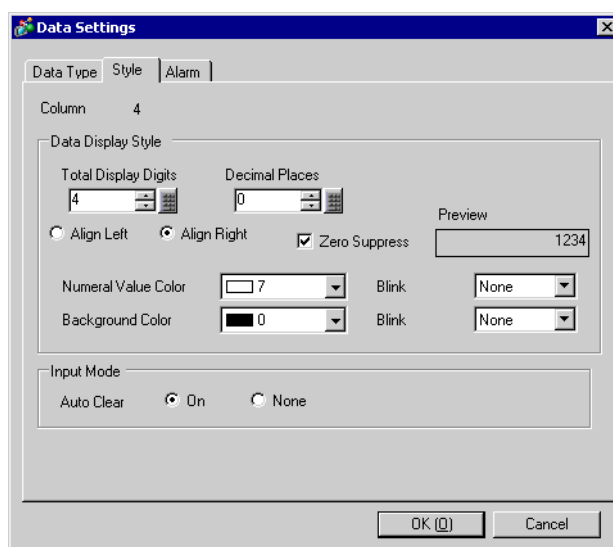 Data Settings
Data Type Style Alarm
Column 4
Data Display Style
Total Display Digits Decimal Places
4 0
Preview
Align Left Align Right Zero Suppress 1234
Numeral Value Color 7 Blink None
Background Color 0 Blink None
Input Mode
Auto Clear On None
OK (O) Cancel